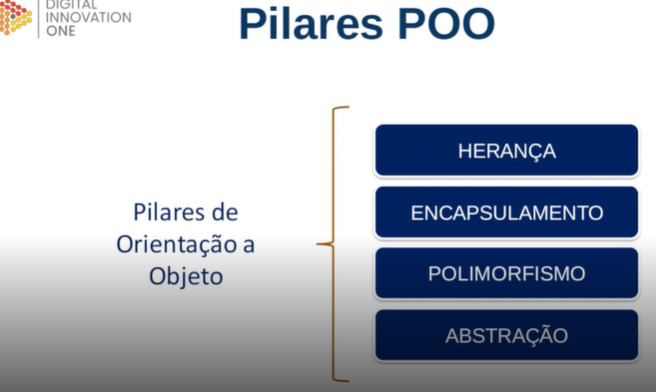 DIGITAL
INNOVATION
ONE
Pilares POO
Pilares de
Orientação a
Objeto
HERANÇA
ENCAPSULAMENTO
POLIMORFISMO
ABSTRAÇÃO